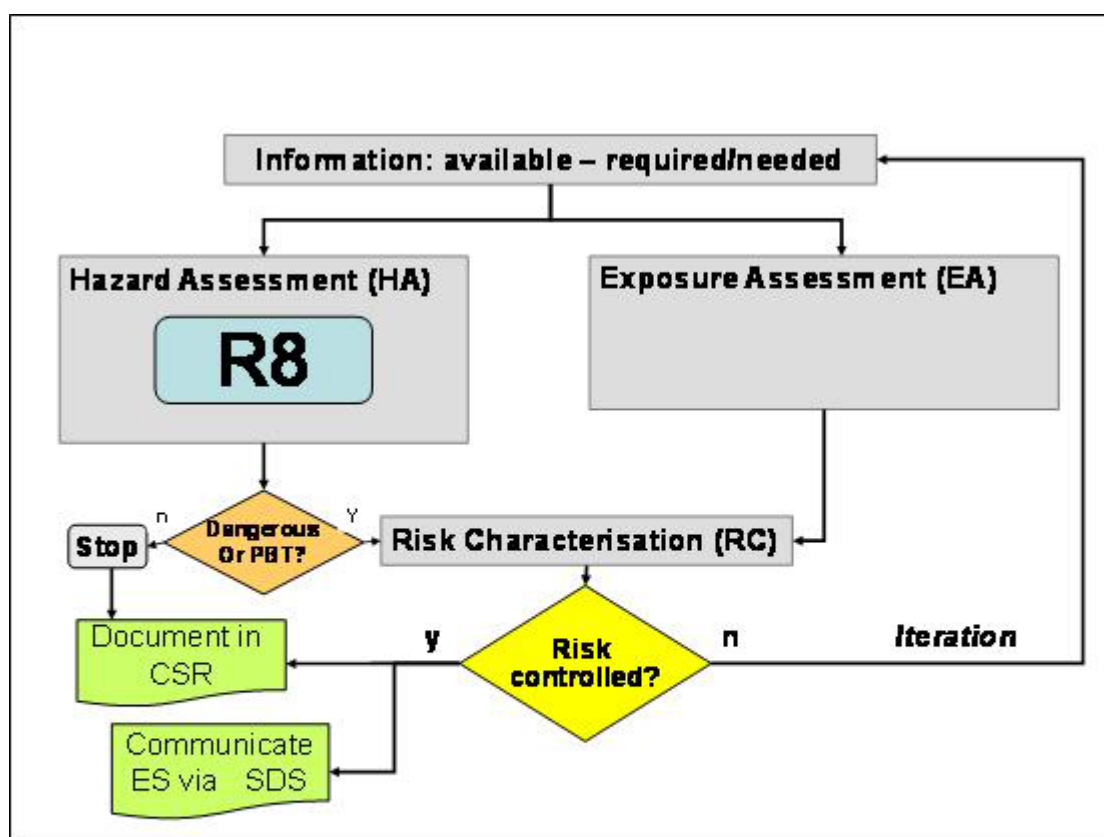 Information: available – required/needed
Hazard Assessment (HA)
R8
Exposure Assessment (EA)
n
Dangerous
Or PBT?
Y
Stop
Risk Characterisation (RC)
Document in
CSR
y
Risk
controlled?
n
Iteration
Communicate
ES via SDS